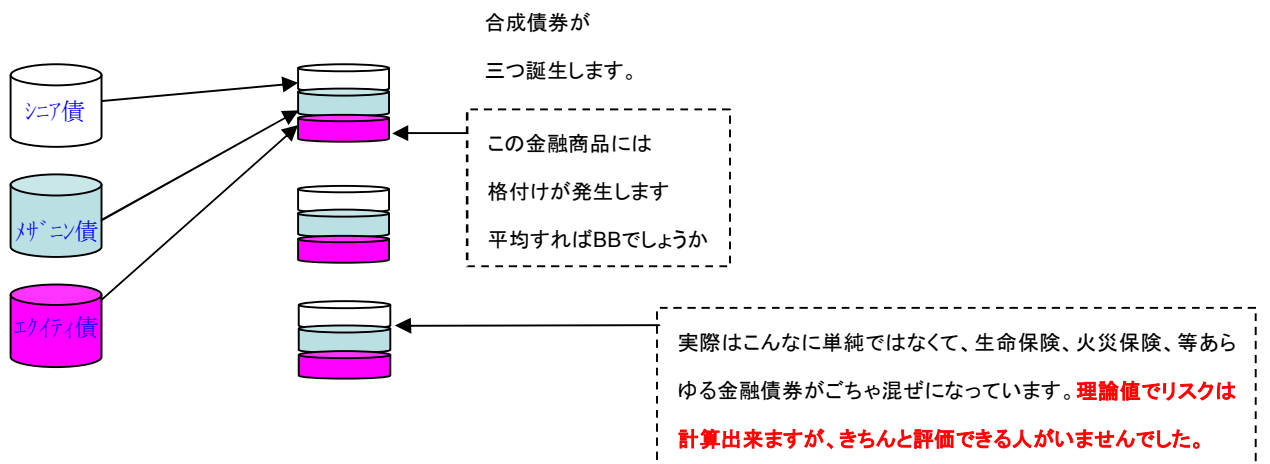 合成債券が
三つ誕生します。
ｼﾆｱ債
ﾒｻﾞﾆﾝ債
ｴｸｲﾃｨ債
この金融商品には
格付けが発生します
平均すればBBでしょうか
実際はこんなに単純ではなくて、生命保険、火災保険、等あら
ゆる金融債券がごちゃ混ぜになっています。理論値でリスクは
計算出来ますが、きちんと評価できる人がいませんでした。